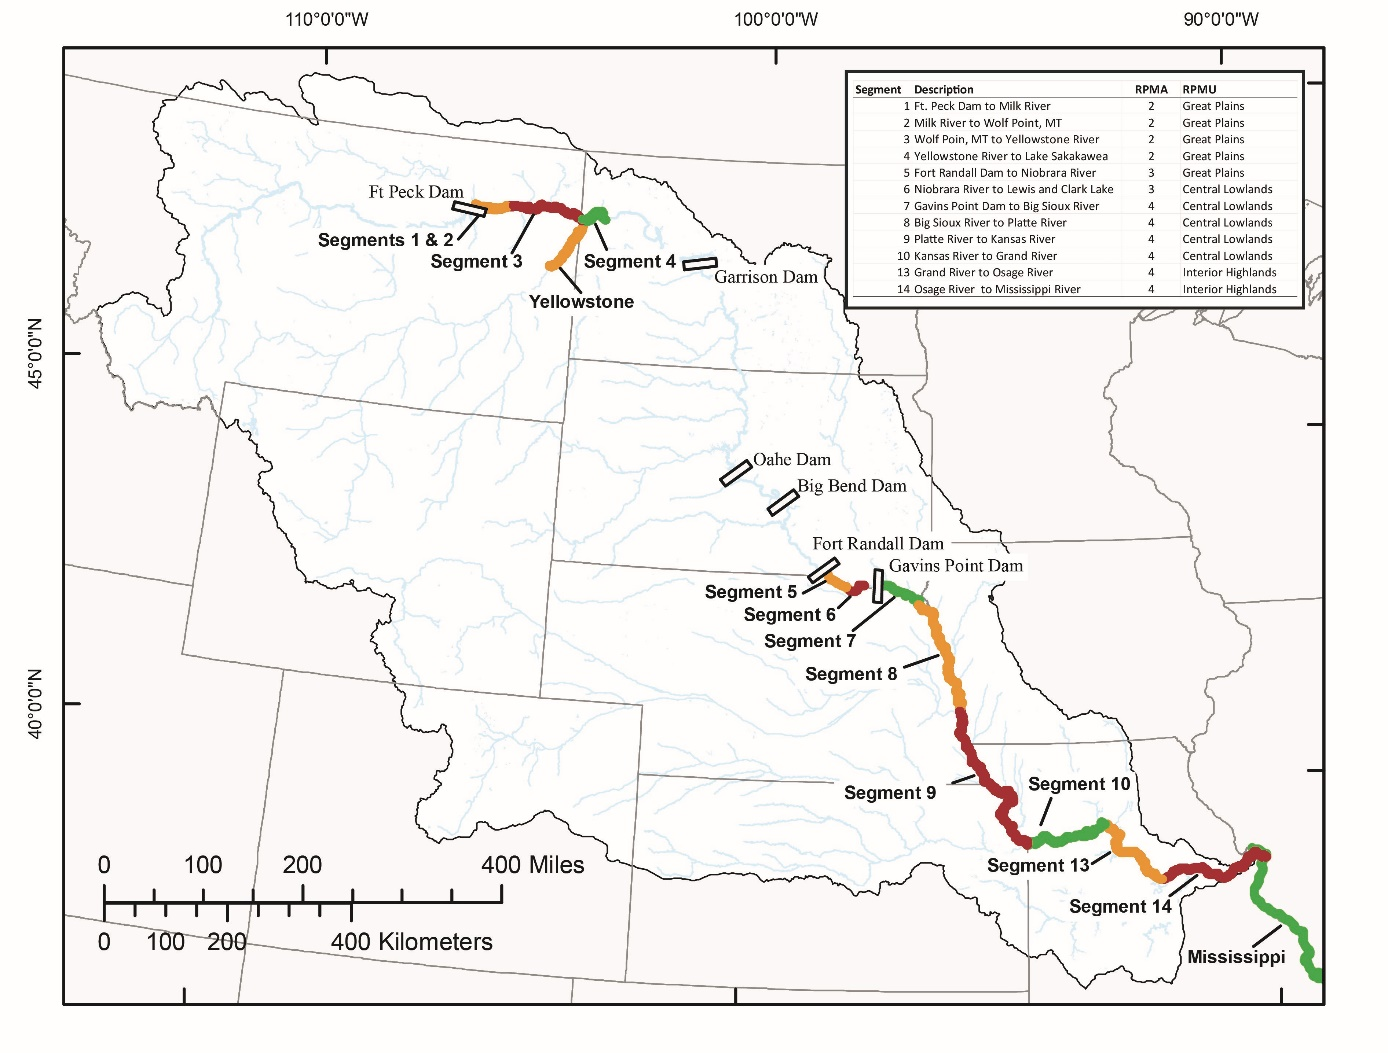 110°0'0"W 100°0'0"W 90°0'0"W
Segment Description RPMA RPMU
1 Ft. Peck Dam to Milk River 2 Great Plains
2 Milk River to Wolf Point, MT 2 Great Plains
3 Wolf Poin, MT to Yellowstone River 2 Great Plains
4 Yellowstone River to Lake Sakakawea 2 Great Plains
5 Fort Randall Dam to Niobrara River 3 Great Plains
6 Niobrara River to Lewis and Clark Lake 3 Central Lowlands
7 Gavins Point Dam to Big Sioux River 4 Central Lowlands
8 Big Sioux River to Platte River 4 Central Lowlands
9 Platte River to Kansas River 4 Central Lowlands
10 Kansas River to Grand River 4 Central Lowlands
13 Grand River to Osage River 4 Interior Highlands
14 Osage River to Mississippi River 4 Interior Highlands
Ft Peck Dam
Segments 1 & 2
Segment 3
Segment 4
Garrison Dam
Yellowstone
45°0'0"N
Oahe Dam
Big Bend Dam
Fort Randall Dam
Gavins Point Dam
Segment 5
Segment 6
Segment 7
Segment 8
40°0'0"N
Segment 9
Segment 10
Segment 13
Segment 14
Mississippi
0 100 200 400 Miles
0 100 200 400 Kilometers